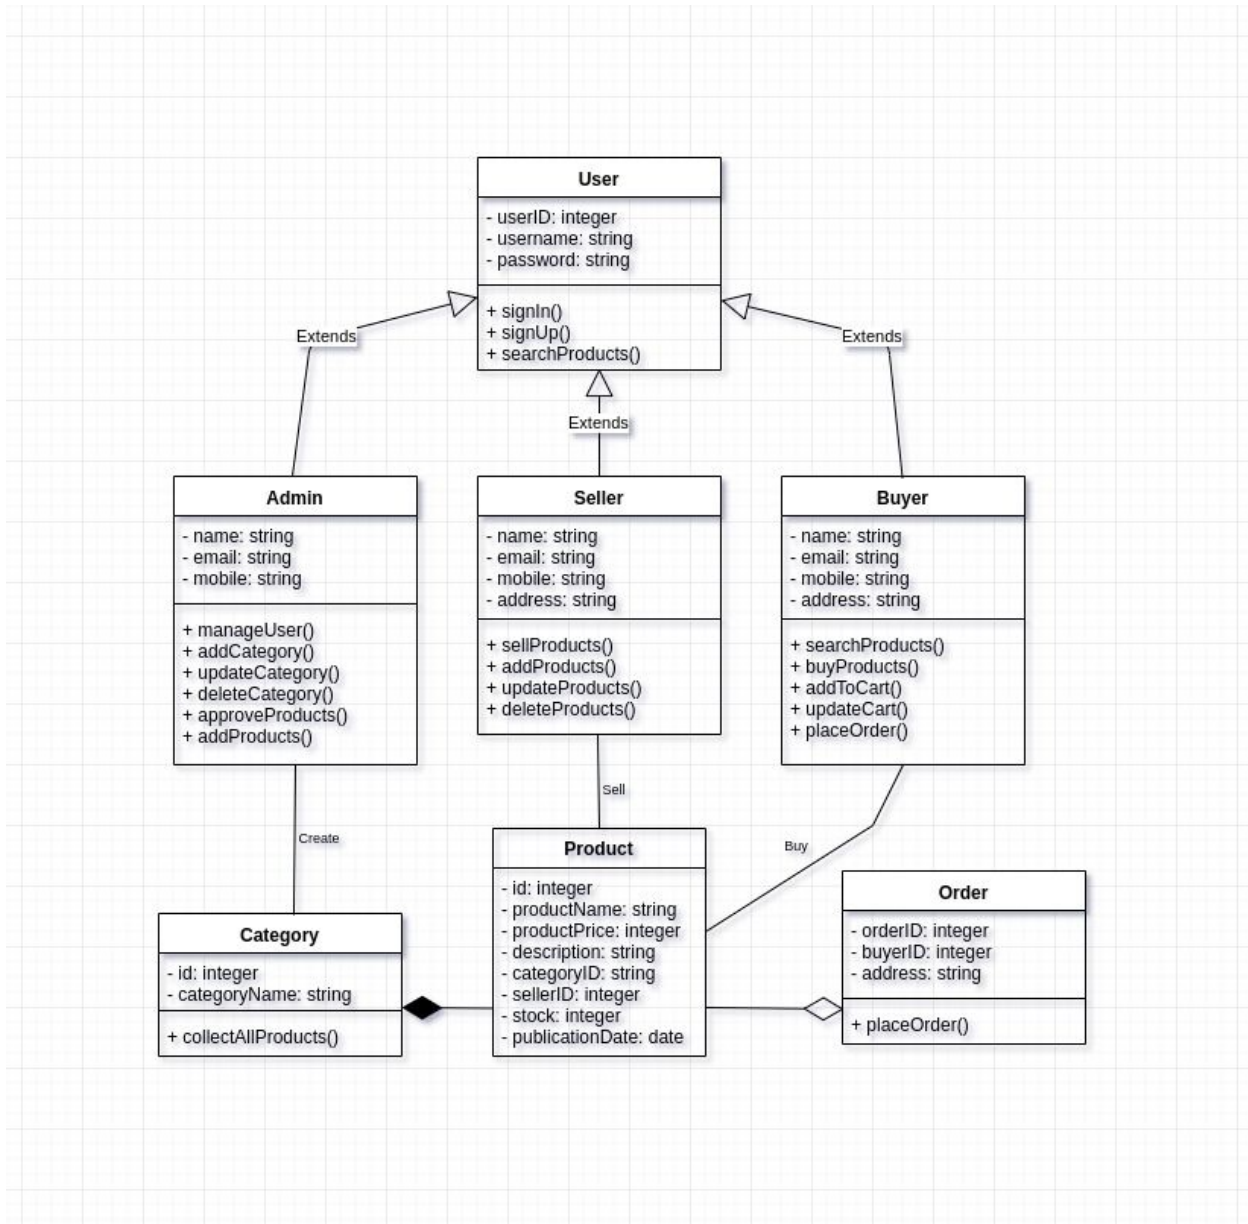 User
- userID: integer
- username: string
- password: string
+ signIn()
+ signUp()
+ searchProducts()
Extends
Extends
Extends
Admin
- name: string
- email: string
- mobile: string
+ manageUser()
+ addCategory()
+ updateCategory()
+ deleteCategory()
+ approveProducts()
+ addProducts()
Seller
- name: string
- email: string
- mobile: string
- address: string
+ sellProducts()
+ addProducts()
+ updateProducts()
+ deleteProducts()
Buyer
- name: string
- email: string
- mobile: string
- address: string
+ searchProducts()
+ buyProducts()
+ addToCart()
+ updateCart()
+ placeOrder()
Create
Sell
Buy
Category
- id: integer
- categoryName: string
+ collectAllProducts()
Product
- id: integer
- productName: string
- productPrice: integer
- description: string
- categoryID: string
- sellerID: integer
- stock: integer
- publicationDate: date
Order
- orderID: integer
- buyerID: integer
- address: string
+ placeOrder()